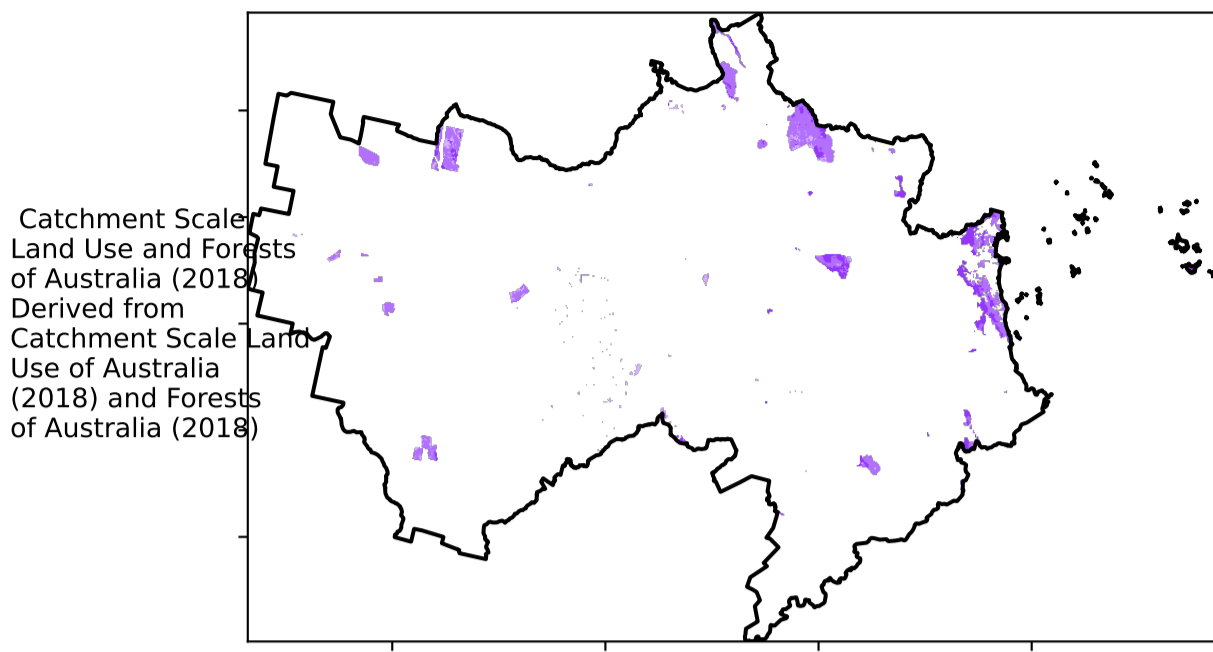 Catchment Scale
Land Use and Forests
of Australia (2018)
Derived from
Catchment Scale Land
Use of Australia
(2018) and Forests
of Australia (2018)